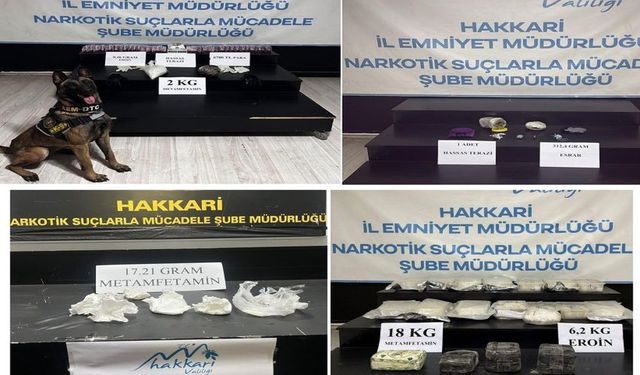 İL EMNİYET MÜDÜRLÜĞÜ
NARKOTİK SUÇLARLA MÜCADELE
ŞUBE MÜDÜRLÜĞÜ
HASSAS
TERAZİ
2 KG
METAMFETAMİN
Valiliği
HAKKARİ
İL EMNİYET MÜDÜRLÜĞÜ
NARKOTİK SUÇLARLA MÜCADE
ŞUBE MÜDÜRLÜĞÜ
1 ADET
HASSAS TERAZİ
312,4 GRAM
ESRAR
HAKKARİ
NARKOTİK SUÇLARLA MÜCADELE ŞUBE MÜDÜRLÜĞÜ
17.21 GRAM
METAMFETAMİN
hakkari
Valiliği
Valiliği
HAKKARİ
İL EMNİYET MÜDÜRLÜĞÜ
NARKOTİK SUÇLARLA MÜCADEL
ŞUBE MÜDÜRLÜĞÜ
18 KG
METAMFETAMİN
6,2 KG
EROİN